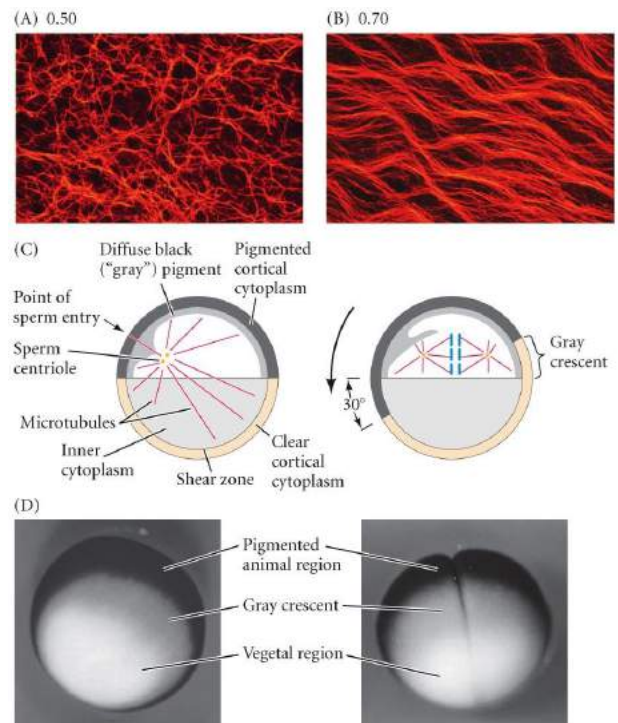 (A) 0.50
(B) 0.70
(C)
Diffuse black
("gray") pigment
Pigmented
cortical
cytoplasm
Point of
sperm entry
Sperm
centriole
Microtubules
Inner
cytoplasm
Shear zone
Clear
cortical
cytoplasm
30°
Gray
crescent
(D)
Pigmented
animal region
Gray crescent
Vegetal region